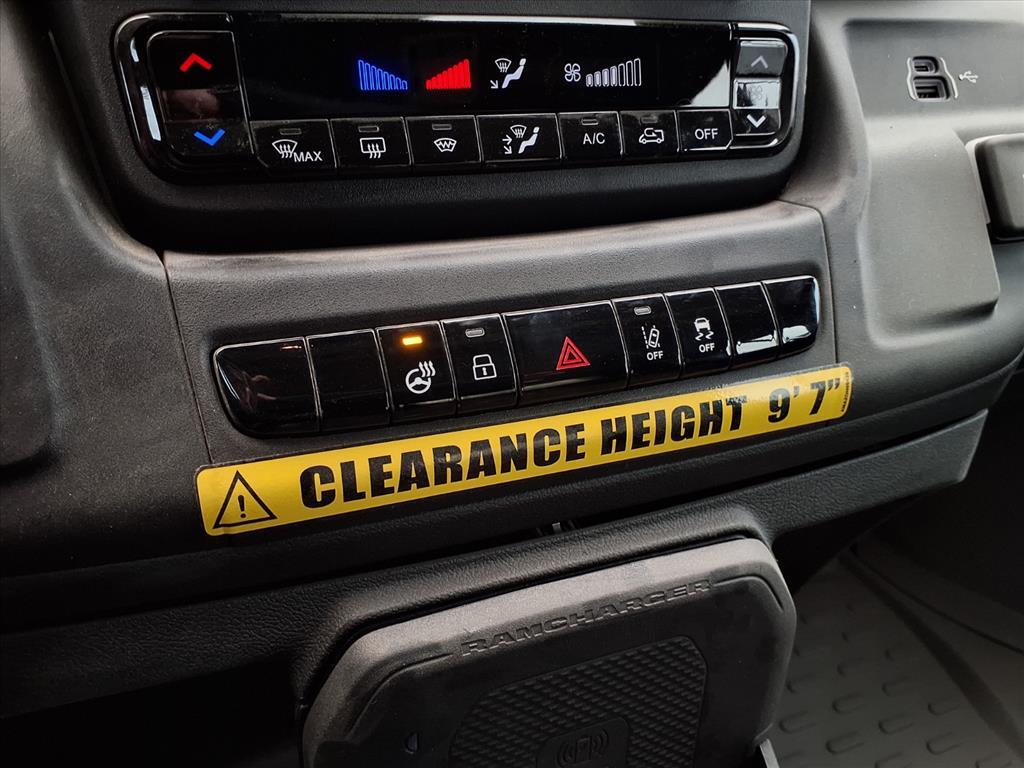 MAX
A/C
OFF
OFF
OFF
CLEARANCE HEIGHT 9' 7"
RAMCHARGER